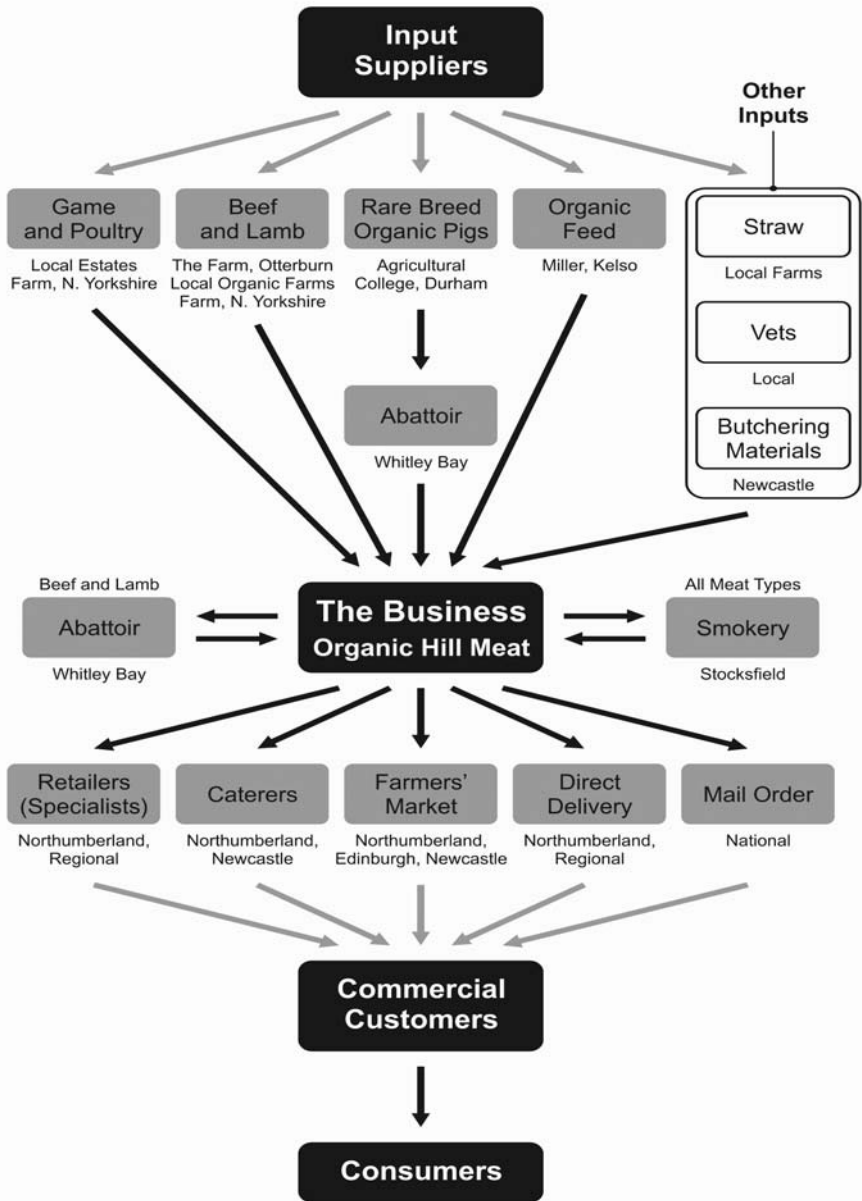 Input
Suppliers
Other
Inputs
Game
and Poultry
Local Estates
Farm, N. Yorkshire
Beef
and Lamb
The Farm, Otterburn
Local Organic Farms
Farm, N. Yorkshire
Rare Breed
Organic Pigs
Agricultural
College, Durham
Organic
Feed
Miller, Kelso
Straw
Local Farms
Vets
Local
Butchering
Materials
Newcastle
Abattoir
Whitley Bay
Beef and Lamb
Abattoir
Whitley Bay
The Business
Organic Hill Meat
All Meat Types
Smokery
Stocksfield
Retailers
(Specialists)
Northumberland,
Regional
Caterers
Northumberland,
Newcastle
Farmers’
Market
Northumberland,
Edinburgh, Newcastle
Direct
Delivery
Northumberland,
Regional
Mail Order
National
Commercial
Customers
Consumers